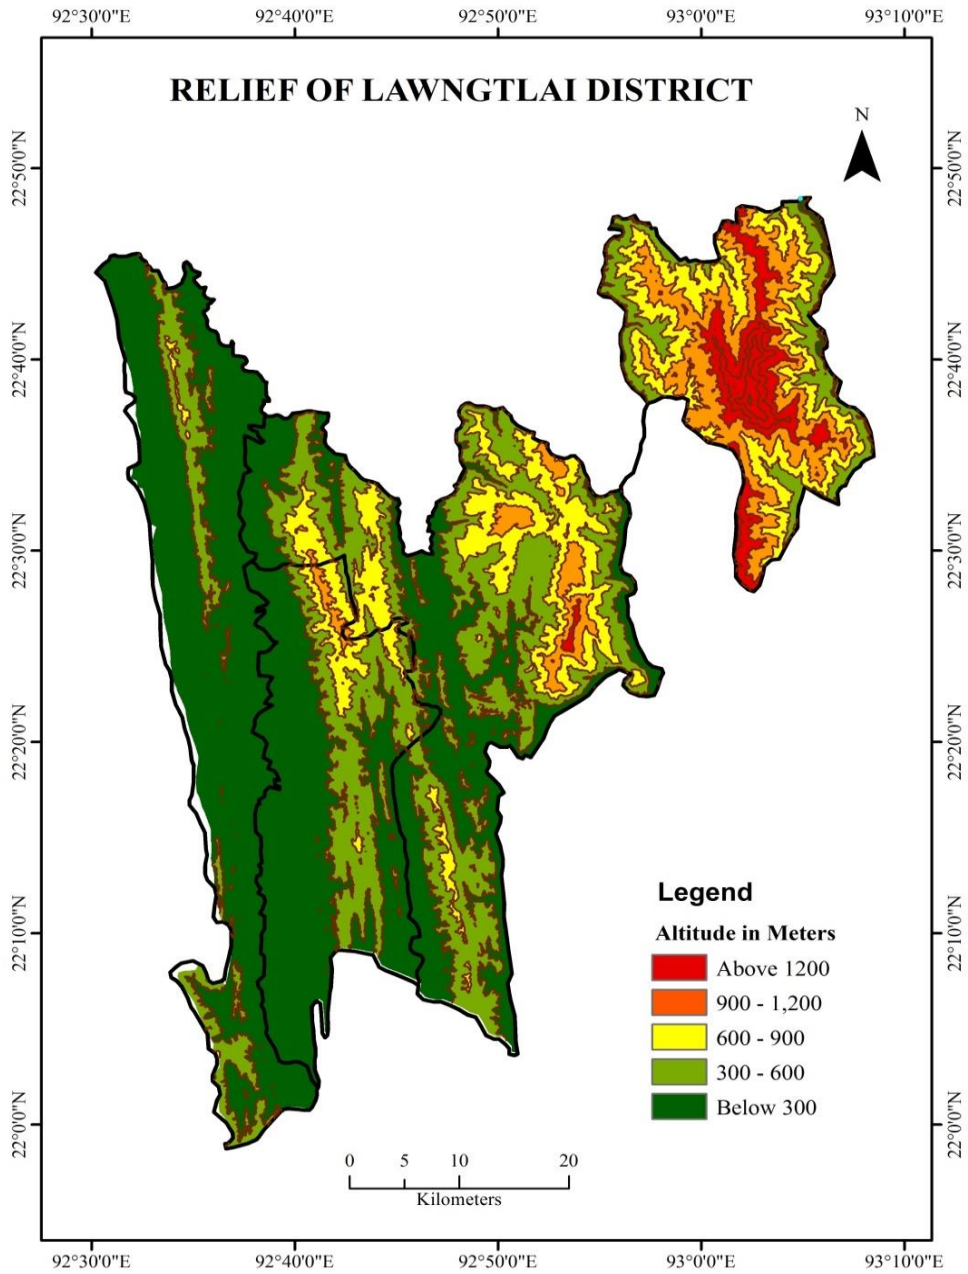 92°30'0"E 92°40'0"E 92°50'0"E 93°0'0"E 93°10'0"E
RELIEF OF LAWNGTLAI DISTRICT
N
22°50'0"N 22°50'0"N
22°40'0"N 22°40'0"N
22°30'0"N 22°30'0"N
22°20'0"N 22°20'0"N
22°10'0"N 22°10'0"N
22°0'0"N 22°0'0"N
Legend
Altitude in Meters
Above 1200
900 - 1,200
600 - 900
300 - 600
Below 300
0 5 10 20
Kilometers
92°30'0"E 92°40'0"E 92°50'0"E 93°0'0"E 93°10'0"E